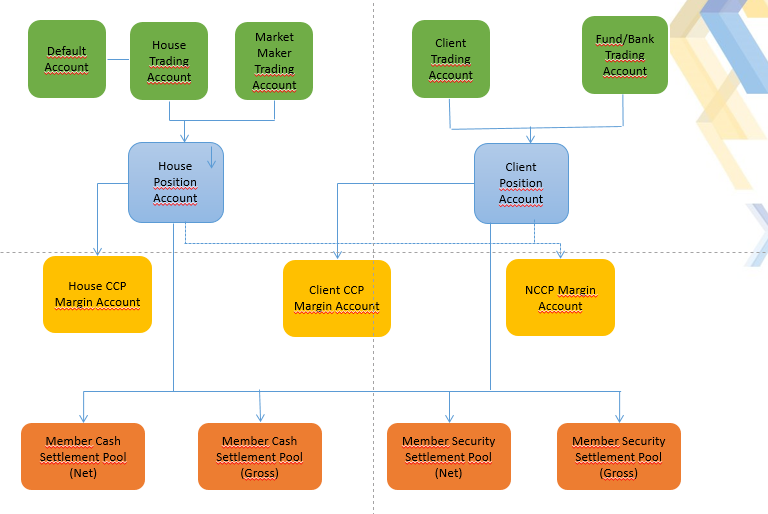 Default
Account
House
Trading
Account
Market
Maker
Trading
Account
Client
Trading
Account
Fund/Bank
Trading
Account
House
Position
Account
Client
Position
Account
House CCP
Margin Account
Client CCP
Margin Account
NCCP Margin
Account
Member Cash
Settlement Pool
(Net)
Member Cash
Settlement Pool
(Gross)
Member Security
Settlement Pool
(Net)
Member Security
Settlement Pool
(Gross)